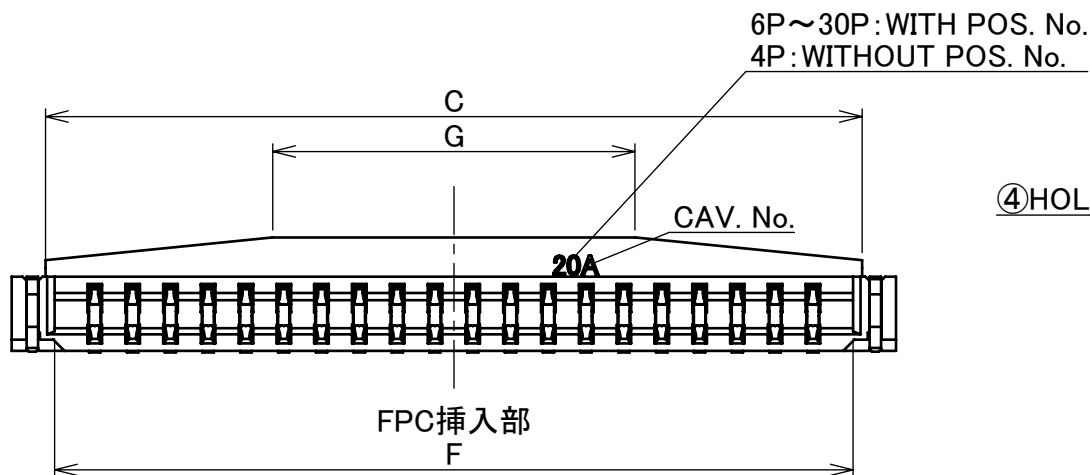 6P～30P:WITH POS. No.
4P:WITHOUT POS. No.
C
G
④HOL
CAV. No.
20A
FPC挿入部
F